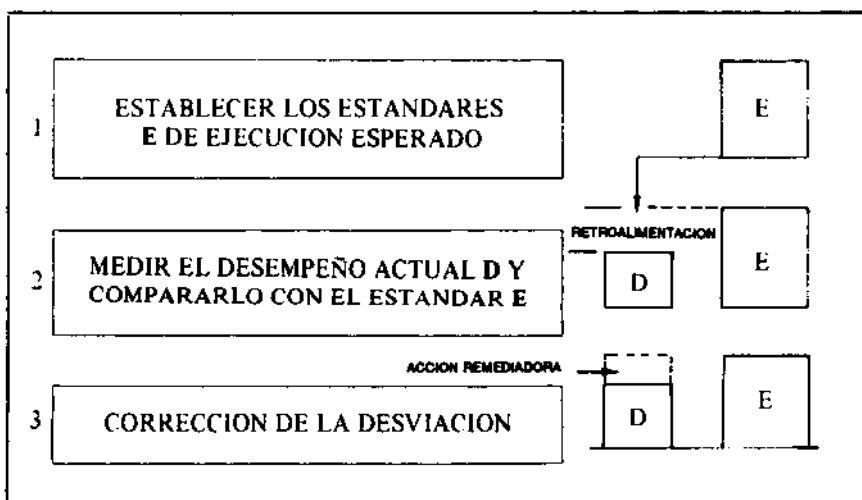 1
ESTABLECER LOS ESTANDARES
E DE EJECUCION ESPERADO
E
RETROALIMENTACION
2
MEDIR EL DESEMPEÑO ACTUAL D Y
COMPARARLO CON EL ESTANDAR E
D
E
ACCION REMEDIADORA
3
CORRECCION DE LA DESVIACION
D
E